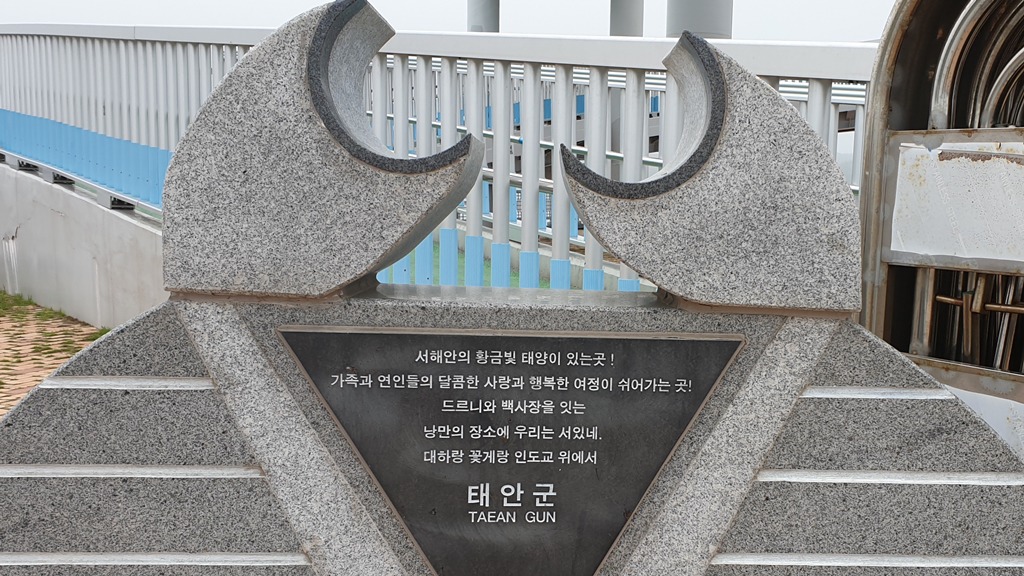 서해안의 황금빛 태양이 있는곳 !
가족과 연인들의 달콤한 사랑과 행복한 여정이 쉬어가는 곳!
드르니와 백사장을 잇는
낭만의 장소에 우리는 서있네.
대하랑 꽃게랑 인도교 위에서
태안군
TAEAN GUN